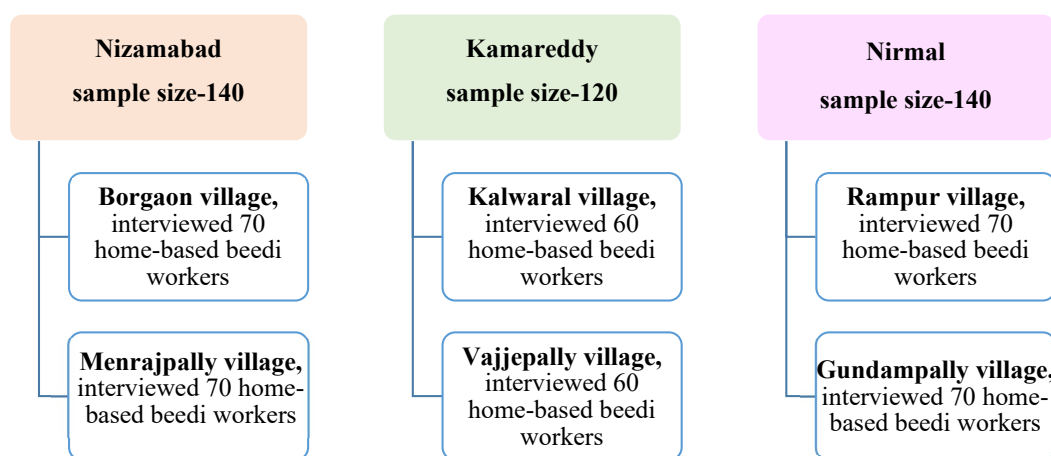 Nizamabad
sample size-140
Borgaon village,
interviewed 70
home-based beedi
workers
Menrajpally village,
interviewed 70 home-
based beedi workers
Kamareddy
sample size-120
Kalwaral village,
interviewed 60
home-based beedi
workers
Vajjepally village,
interviewed 60
home-based beedi
workers
Nirmal
sample size-140
Rampur village,
interviewed 70
home-based beedi
workers
Gundampally village,
interviewed 70 home-
based beedi workers